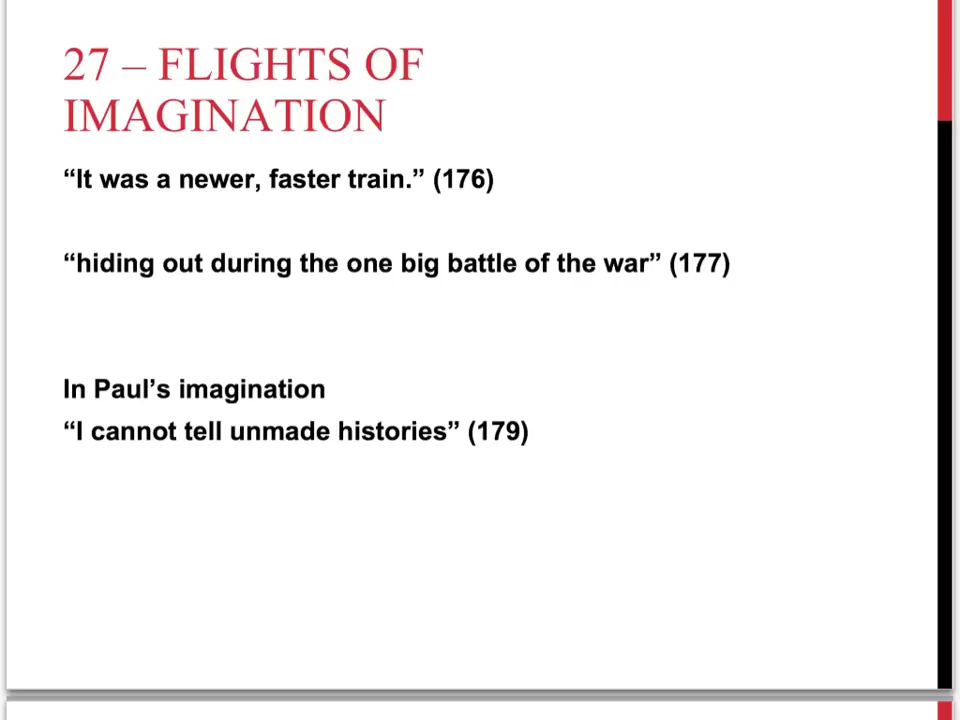 27 – FLIGHTS OF
IMAGINATION
“It was a newer, faster train.” (176)
“hiding out during the one big battle of the war” (177)
In Paul’s imagination
“I cannot tell unmade histories” (179)